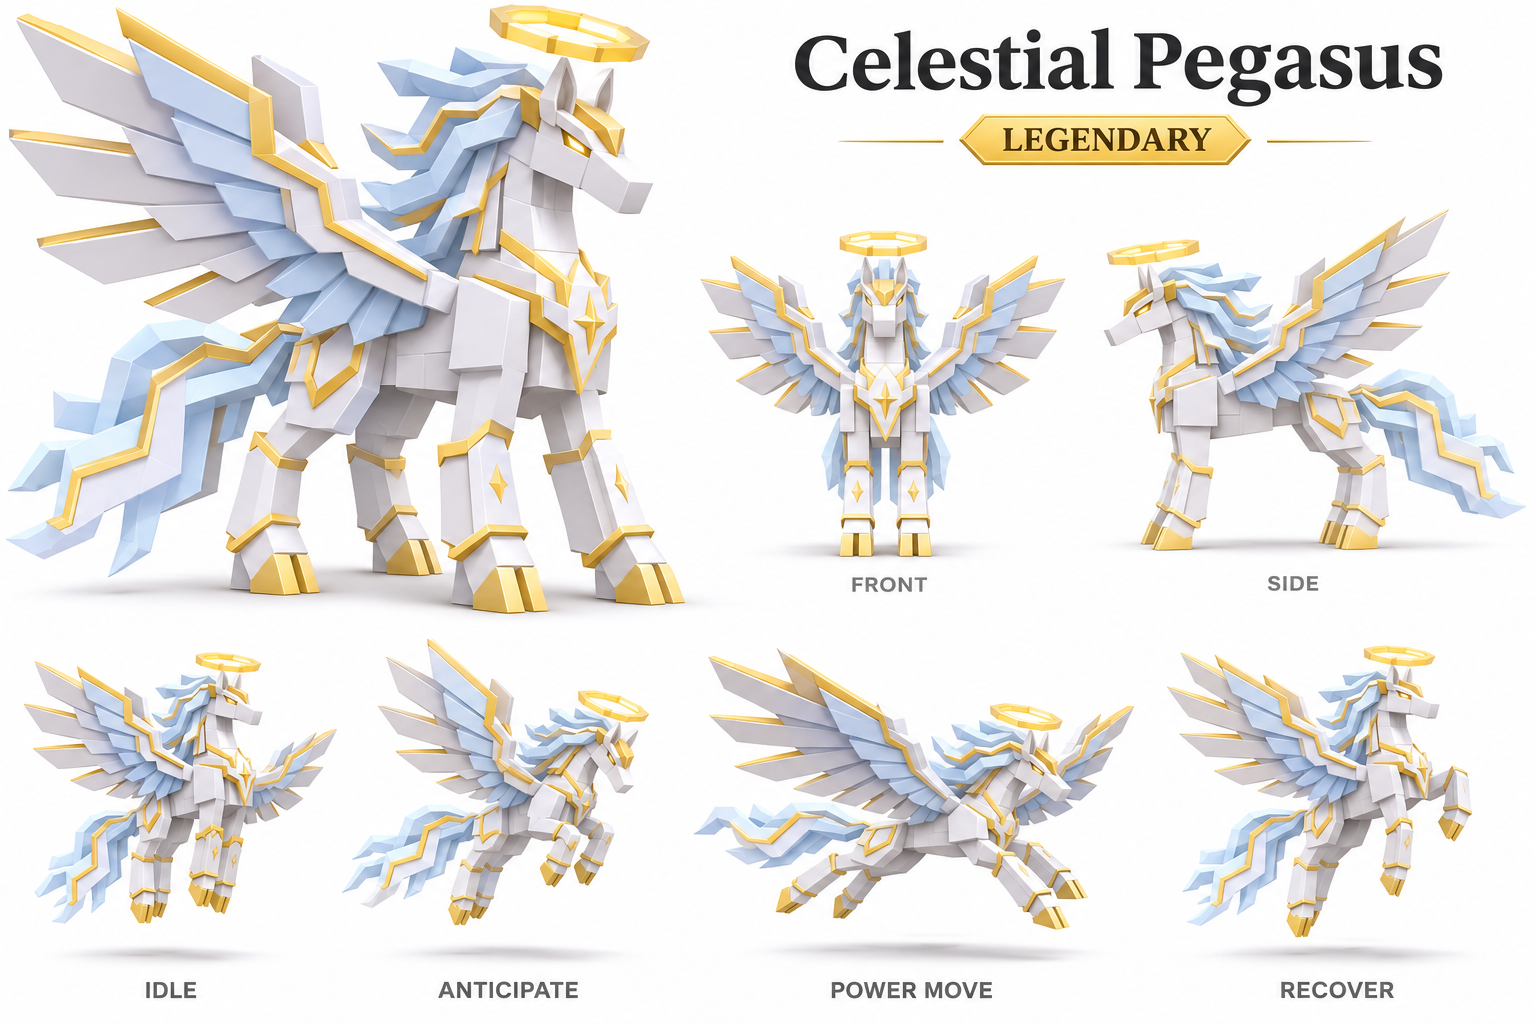 Celestial Pegasus
LEGENDARY
FRONT
SIDE
IDLE
ANTICIPATE
POWER MOVE
RECOVER